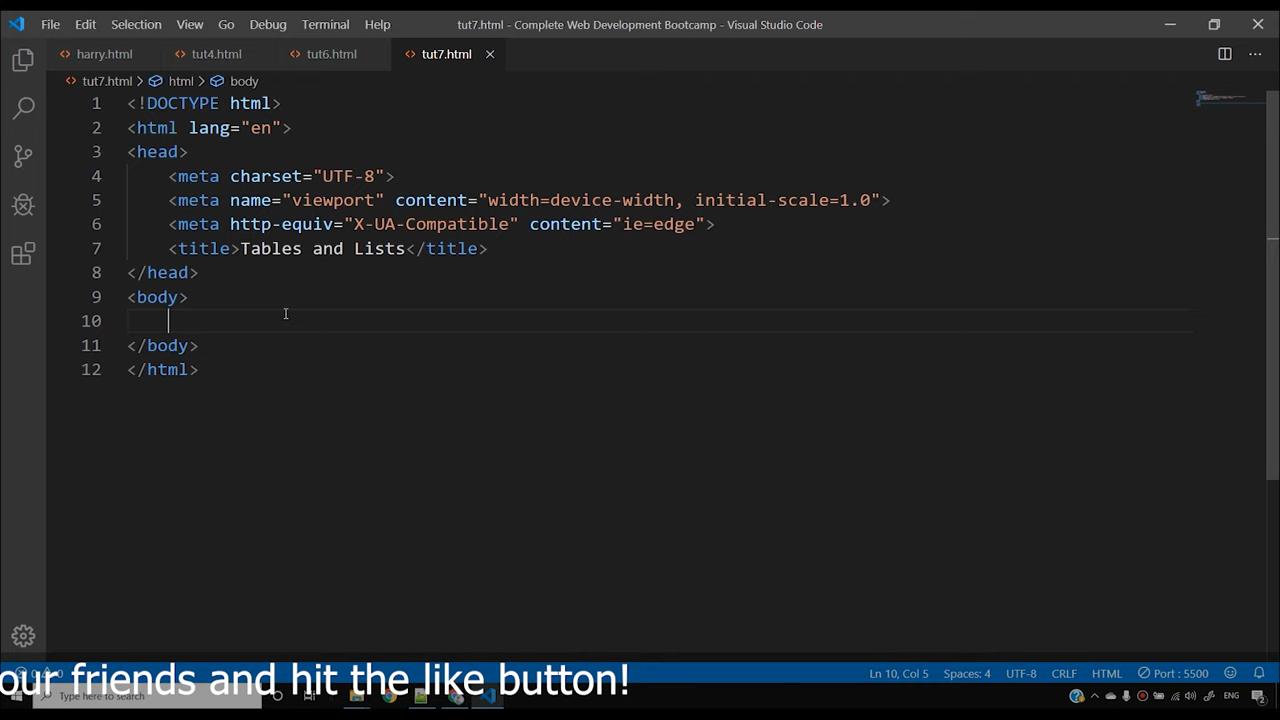 File Edit Selection View Go Debug Terminal Help
tut7.html - Complete Web Development Bootcamp - Visual Studio Code
harry.html tut4.html tut6.html tut7.html
tut7.html > html > body
1 <!DOCTYPE html>
2 <html lang="en">
3 <head>
4 <meta charset="UTF-8">
5 <meta name="viewport" content="width=device-width, initial-scale=1.0">
6 <meta http-equiv="X-UA-Compatible" content="ie=edge">
7 <title>Tables and Lists</title>
8 </head>
9 <body>
10
11 </body>
12 </html>
Ln 10, Col 5 Spaces: 4 UTF-8 CRLF HTML Port : 5500
our friends and hit the like button!
Type here to search
ENG
2